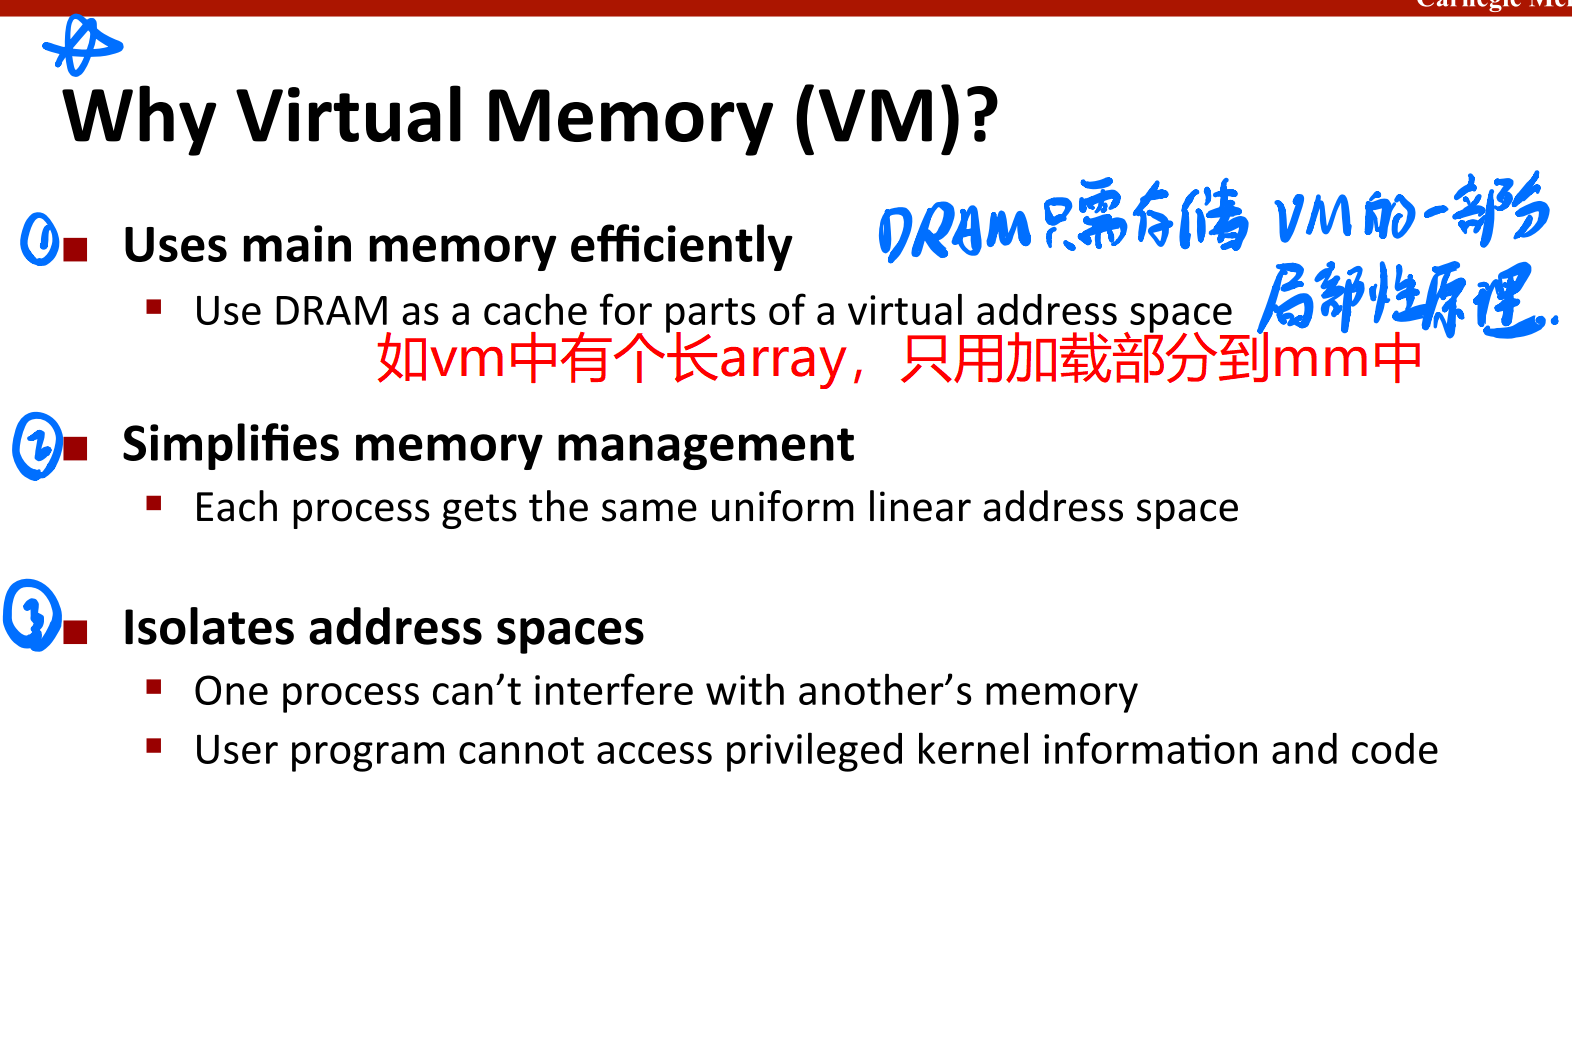 Why Virtual Memory (VM)?
① Uses main memory efficiently
DRAM只需存储 VM的一部分
局部性原理.
Use DRAM as a cache for parts of a virtual address space
如vm中有个长array，只用加载部分到mm中
② Simplifies memory management
Each process gets the same uniform linear address space
③ Isolates address spaces
One process can’t interfere with another’s memory
User program cannot access privileged kernel information and code